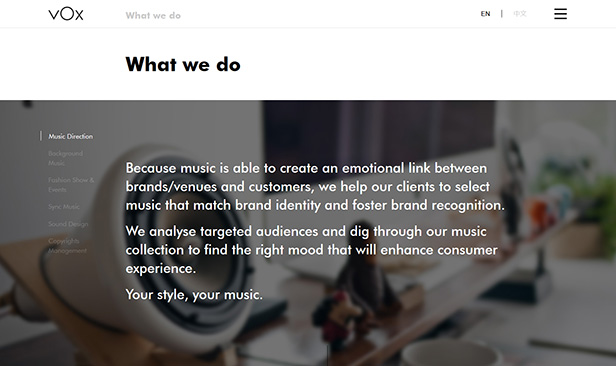 vOx
What we do
EN | 中文
What we do
Music Direction
Background
Music
Fashion Show &
Events
Sync Music
Sound Design
Copyrights
Management
Because music is able to create an emotional link between
brands/venues and customers, we help our clients to select
music that match brand identity and foster brand recognition.
We analyse targeted audiences and dig through our music
collection to find the right mood that will enhance consumer
experience.
Your style, your music.